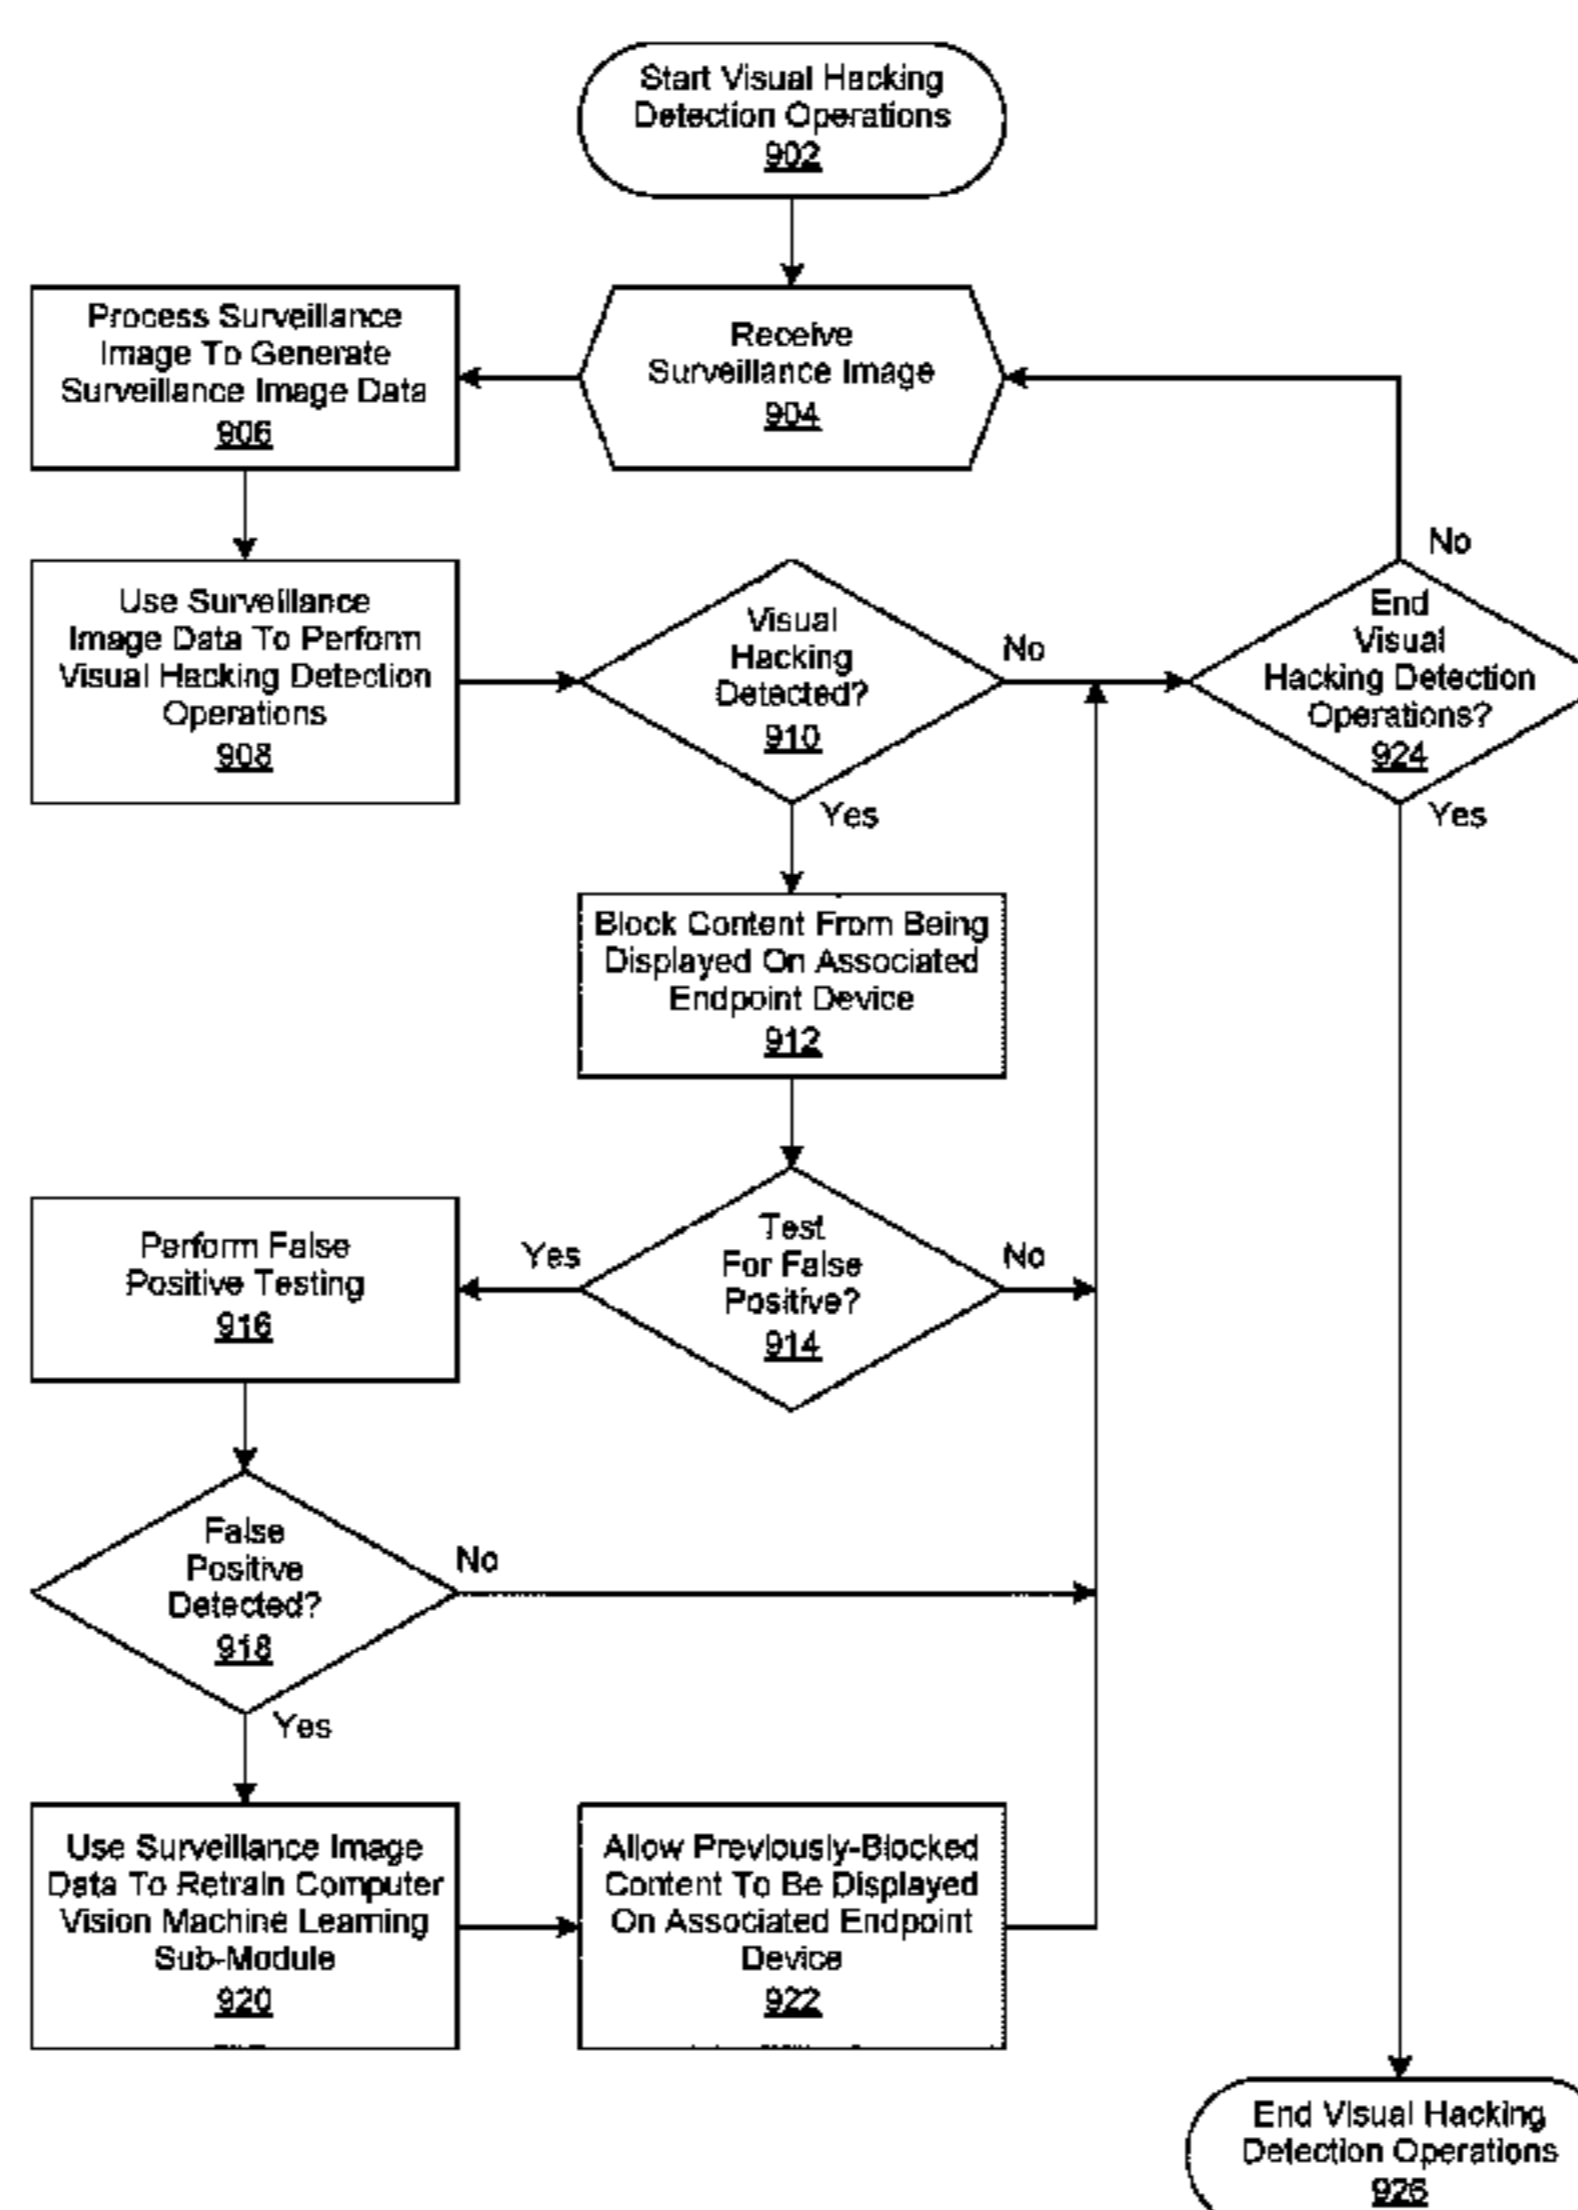 Start Visual Hacking
Detection Operations
902
Process Surveillance
Image To Generate
Surveillance Image Data
906
Receive
Surveillance Image
904
No
Use Surveillance
Image Data To Perform
Visual Hacking Detection
Operations
908
Visual
Hacking
Detected?
910
No
End
Visual
Hacking Detection
Operations?
924
Yes
Yes
Block Content From Being
Displayed On Associated
Endpoint Device
912
Perform False
Positive Testing
916
Yes
Test
For False
Positive?
914
No
False
Positive
Detected?
918
No
Yes
Use Surveillance Image
Data To Retrain Computer
Vision Machine Learning
Sub-Module
920
Allow Previously-Blocked
Content To Be Displayed
On Associated Endpoint
Device
922
End Visual Hacking
Detection Operations
926